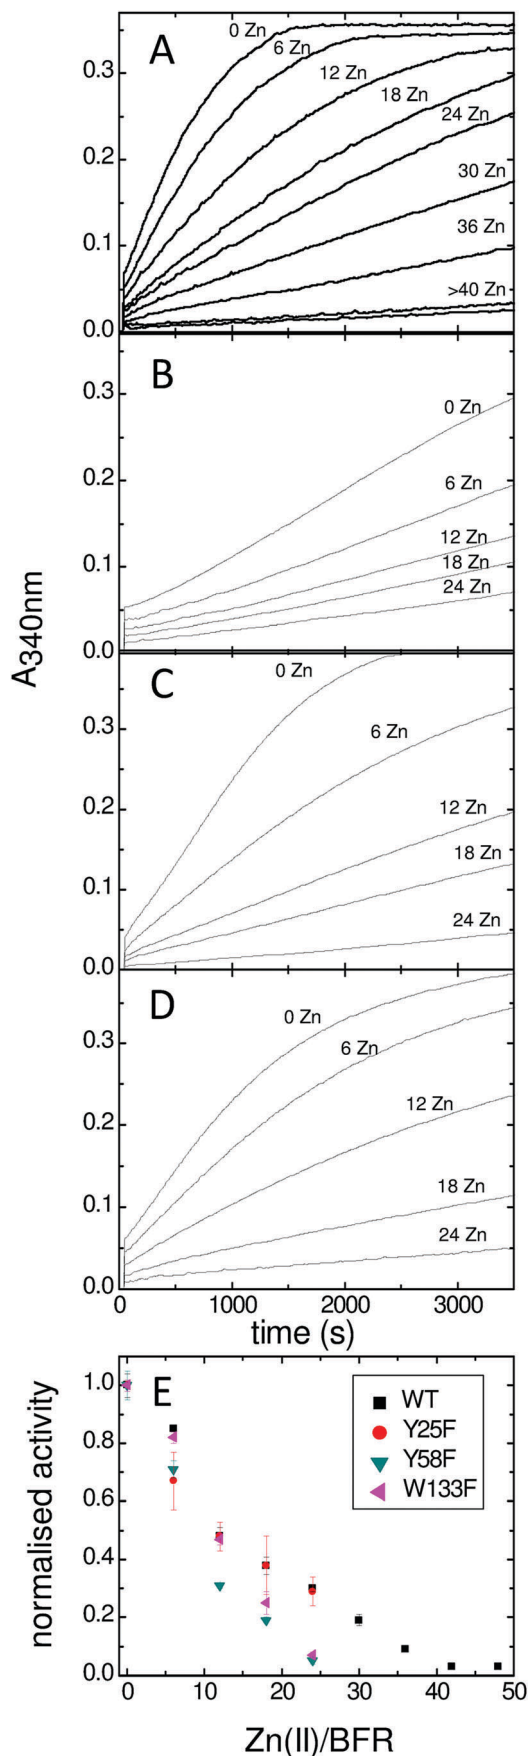 A
0 Zn
6 Zn
12 Zn
18 Zn
24 Zn
30 Zn
36 Zn
>40 Zn
0.3
0.2
0.1
0.0
B
0 Zn
6 Zn
12 Zn
18 Zn
24 Zn
0.3
0.2
0.1
0.0
A340nm
C
0 Zn
6 Zn
12 Zn
18 Zn
24 Zn
0.3
0.2
0.1
0.0
D
0 Zn
6 Zn
12 Zn
18 Zn
24 Zn
0.3
0.2
0.1
0.0
0 1000 2000 3000
time (s)
E
WT
Y25F
Y58F
W133F
1.0
0.8
0.6
0.4
0.2
0.0
normalised activity
0 10 20 30 40 50
Zn(II)/BFR